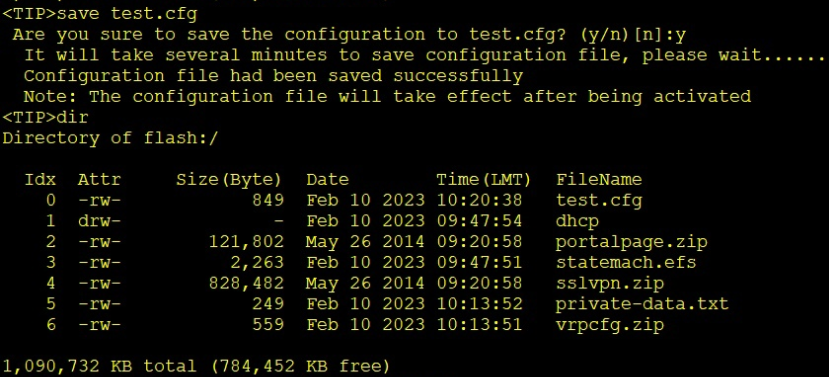 <TIP>save test.cfg
Are you sure to save the configuration to test.cfg? (y/n)[n]:y
It will take several minutes to save configuration file, please wait......
Configuration file had been saved successfully
Note: The configuration file will take effect after being activated
<TIP>dir
Directory of flash:/
Idx Attr Size(Byte) Date Time(LMT) FileName
0 -rw- 849 Feb 10 2023 10:20:38 test.cfg
1 drw- - Feb 10 2023 09:47:54 dhcp
2 -rw- 121,802 May 26 2014 09:20:58 portalpage.zip
3 -rw- 2,263 Feb 10 2023 09:47:51 statemach.efs
4 -rw- 828,482 May 26 2014 09:20:58 sslvpn.zip
5 -rw- 249 Feb 10 2023 10:13:52 private-data.txt
6 -rw- 559 Feb 10 2023 10:13:51 vrpcfg.zip
1,090,732 KB total (784,452 KB free)